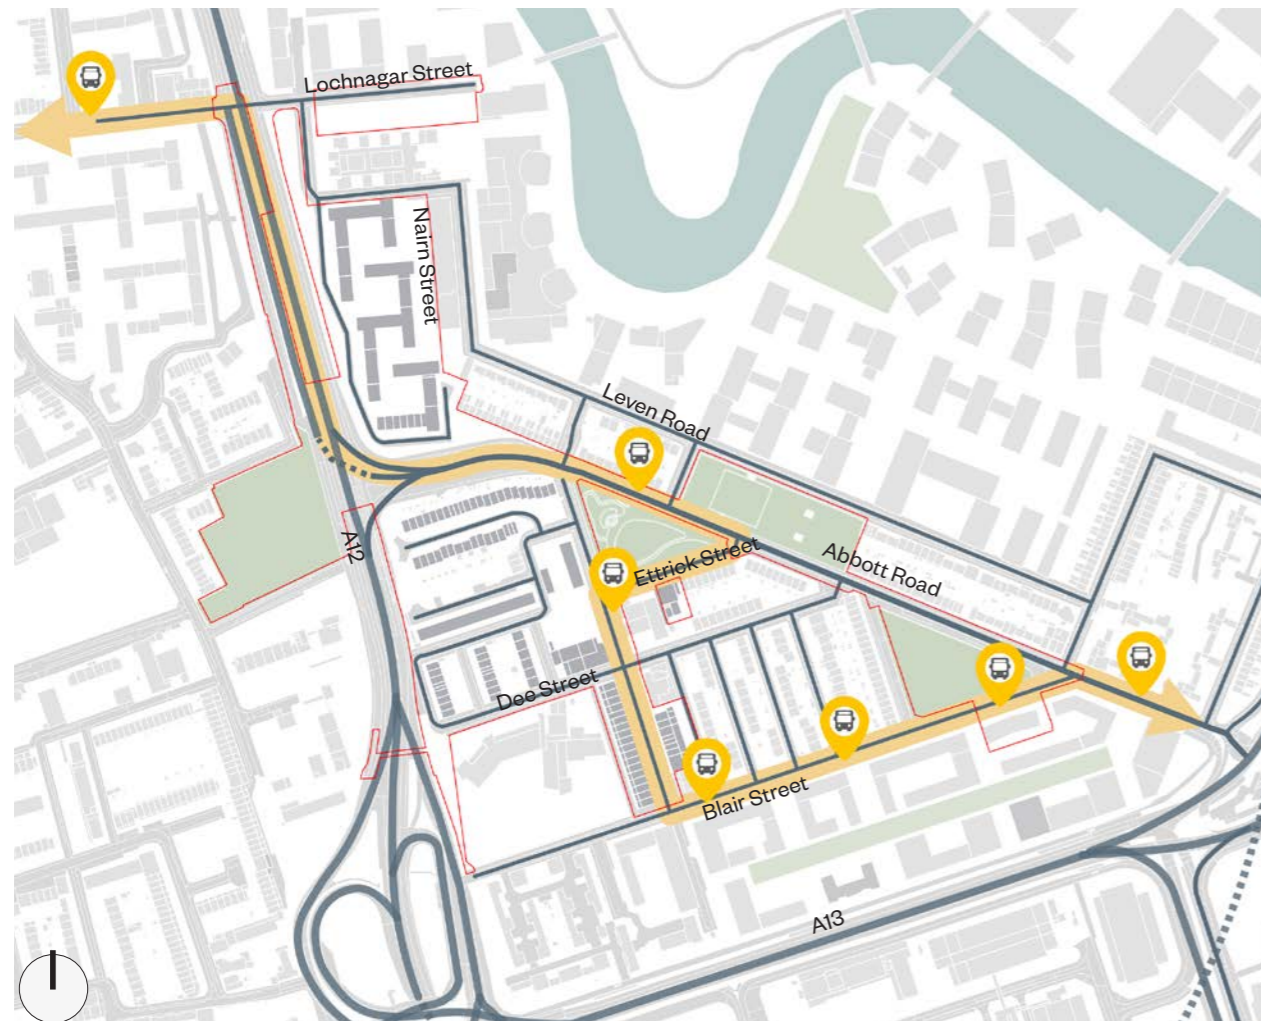 Lochnagar Street
Nairn Street
Leven Road
A12
Ettrick Street
Abbott Road
Dee Street
Blair Street
A13